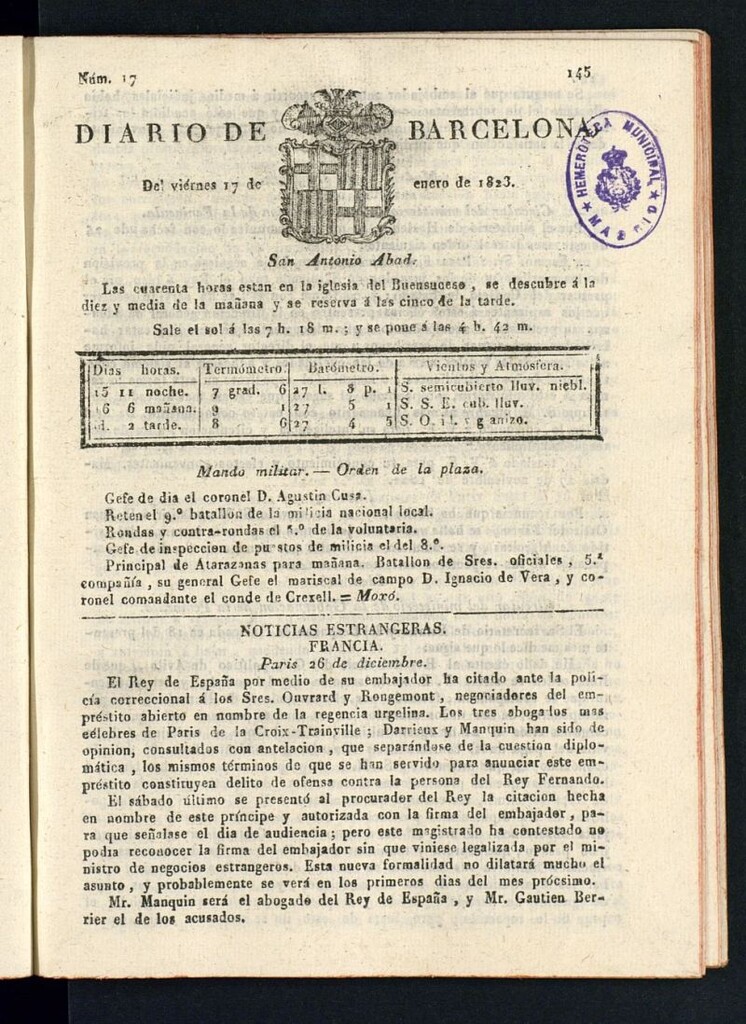 Núm. 17
145
DIARIO DE BARCELONA
Del viérnes 17 de enero de 1823.
HEMEROTECA MUNICIPAL
MADRID
San Antonio Abad.
Las cuarenta horas estan en la iglesia del Buensuceso, se descubre á la
diez y media de la mañana y se reserva á las cinco de la tarde.
Sale el sol á las 7 h. 18 m.; y se pone á las 4 h. 42 m.
Dias horas. Termómetro. Barómetro. Vientos y Atmósfera.
15 11 noche. 7 grad. 6 27 l. 8 p. 1 S. semicubierto lluv. niebl.
16 6 mañana. 9 1 27 5 1 S. S. E. cub. lluv.
id. 2 tarde. 8 6 27 4 5 S. O.
Mando militar. — Orden de la plaza.
Gefe de dia el coronel D. Agustin Cusa.
Reten el 9.º batallon de la milicia nacional local.
Rondas y contra-rondas el º de la voluntaria.
Gefe de inspeccion de puestos de milicia el del 8.º.
Principal de Atarazanas para mañana. Batallon de Sres. oficiales, 5.ª
compañía, su general Gefe el mariscal de campo D. Ignacio de Vera, y co-
ronel comandante el conde de Crexell. = Moxó.
NOTICIAS ESTRANGERAS.
FRANCIA.
Paris 26 de diciembre.
El Rey de España por medio de su embajador ha citado ante la poli-
cía correccional á los Sres. Ouvrard y Rongemont, negociadores del em-
préstito abierto en nombre de la regencia urgelina. Los tres abogados mas
célebres de Paris de la Croix-Trainville; Darrieux y Manquin han sido de
opinion, consultados con antelacion, que separándose de la cuestion diplo-
mática, los mismos términos de que se han servido para anunciar este em-
préstito constituyen delito de ofensa contra la persona del Rey Fernando.
El sábado último se presentó al procurador del Rey la citacion hecha
en nombre de este príncipe y autorizada con la firma del embajador, pa-
ra que señalase el dia de audiencia; pero este magistrado ha contestado no
podia reconocer la firma del embajador sin que viniese legalizada por el mi-
nistro de negocios estrangeros. Esta nueva formalidad no dilatará mucho el
asunto, y probablemente se verá en los primeros dias del mes prócsimo.
Mr. Manquin será el abogado del Rey de España, y Mr. Gautien Ber-
rier el de los acusados.